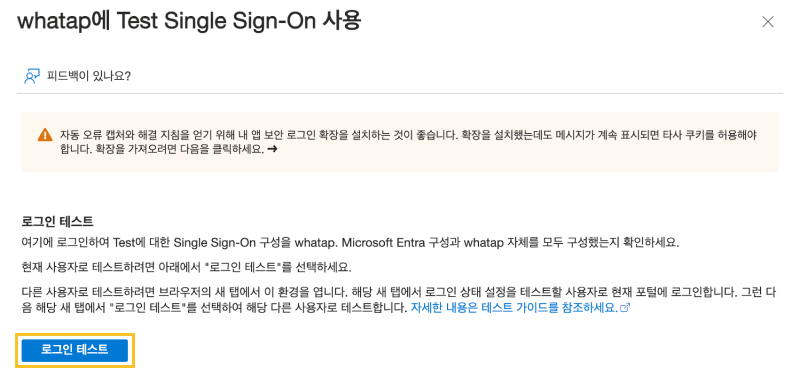 whatap에 Test Single Sign-On 사용
피드백이 있나요?
자동 오류 캡처와 해결 지침을 얻기 위해 내 앱 보안 로그인 확장을 설치하는 것이 좋습니다. 확장을 설치했는데도 메시지가 계속 표시되면 타사 쿠키를 허용해야
합니다. 확장을 가져오려면 다음을 클릭하세요. ➔
로그인 테스트
여기에 로그인하여 Test에 대한 Single Sign-On 구성을 whatap. Microsoft Entra 구성과 whatap 자체를 모두 구성했는지 확인하세요.
현재 사용자로 테스트하려면 아래에서 "로그인 테스트"를 선택하세요.
다른 사용자로 테스트하려면 브라우저의 새 탭에서 이 환경을 엽니다. 해당 새 탭에서 로그인 상태 설정을 테스트할 사용자로 현재 포털에 로그인합니다. 그런 다
음 해당 새 탭에서 "로그인 테스트"를 선택하여 해당 다른 사용자로 테스트합니다. 자세한 내용은 테스트 가이드를 참조하세요.
로그인 테스트